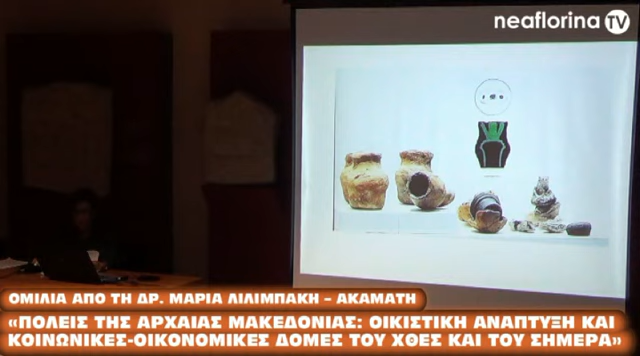 neaflorina TV
ΟΜΙΛΙΑ ΑΠΟ ΤΗ ΔΡ. ΜΑΡΙΑ ΛΙΛΙΜΠΑΚΗ – ΑΚΑΜΑΤΗ
«ΠΟΛΕΙΣ ΤΗΣ ΑΡΧΑΙΑΣ ΜΑΚΕΔΟΝΙΑΣ: ΟΙΚΙΣΤΙΚΗ ΑΝΑΠΤΥΞΗ ΚΑΙ
ΚΟΙΝΩΝΙΚΕΣ-ΟΙΚΟΝΟΜΙΚΕΣ ΔΟΜΕΣ ΤΟΥ ΧΘΕΣ ΚΑΙ ΤΟΥ ΣΗΜΕΡΑ»